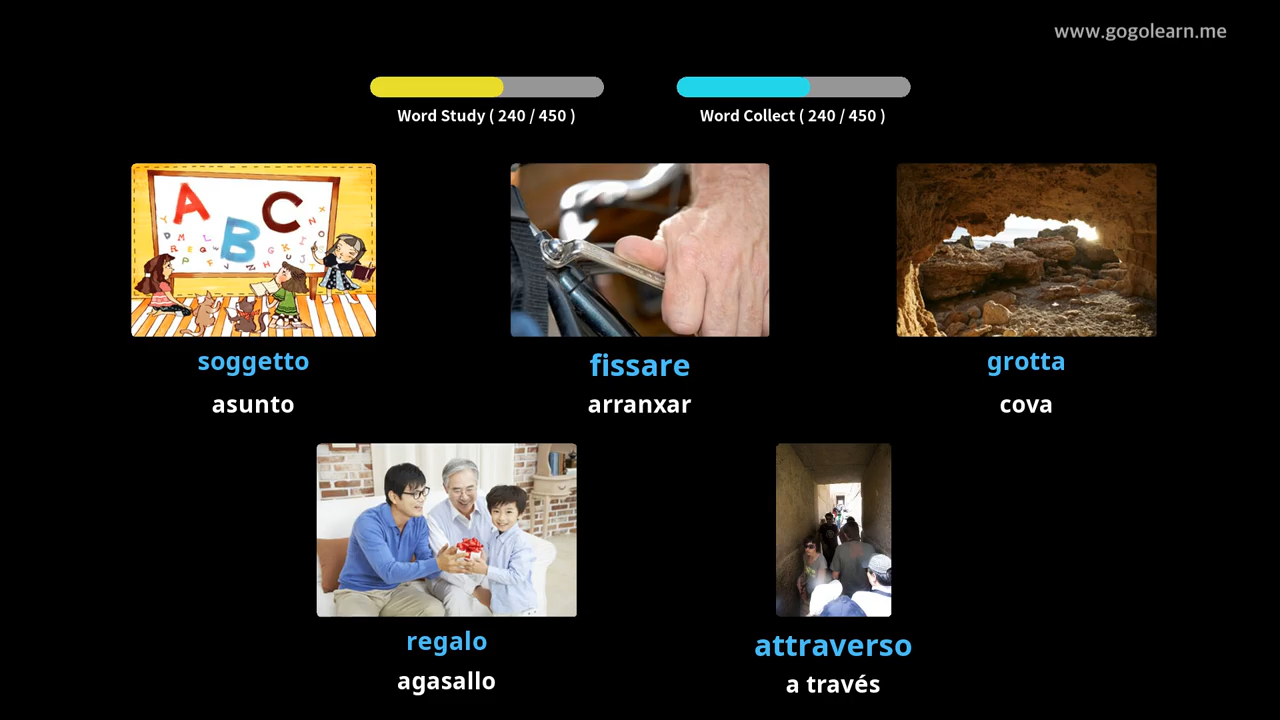 www.gogolearn.me
Word Study ( 240 / 450 )
Word Collect ( 240 / 450 )
A B C
soggetto
asunto
fissare
arranxar
grotta
cova
regalo
agasallo
attraverso
a través